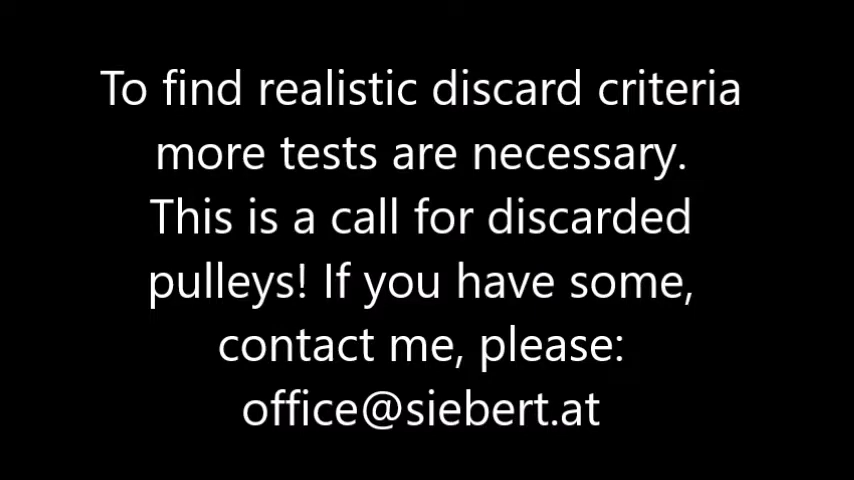 To find realistic discard criteria
more tests are necessary.
This is a call for discarded
pulleys! If you have some,
contact me, please:
office@siebert.at